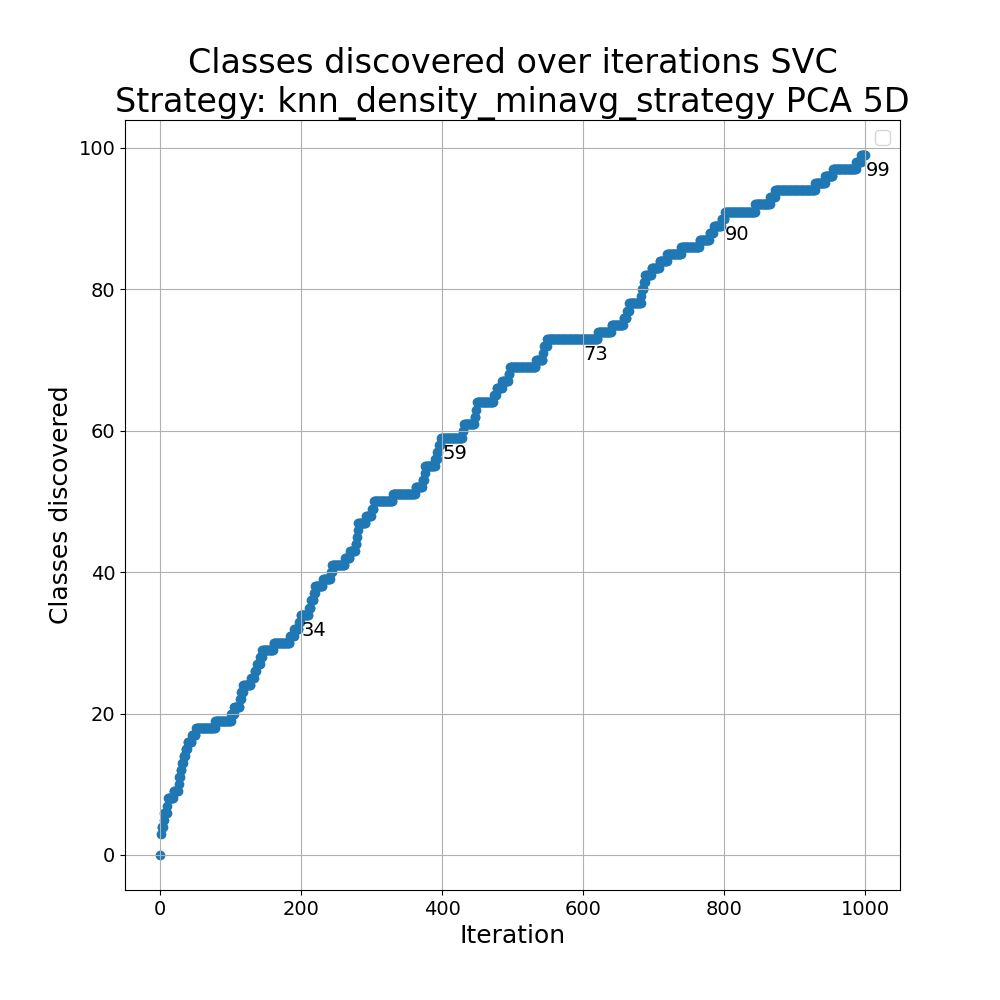 Classes discovered over iterations SVC
Strategy: knn_density_minavg_strategy PCA 5D
100
80
60
40
20
0
Classes discovered
34
59
73
90
99
0 200 400 600 800 1000
Iteration